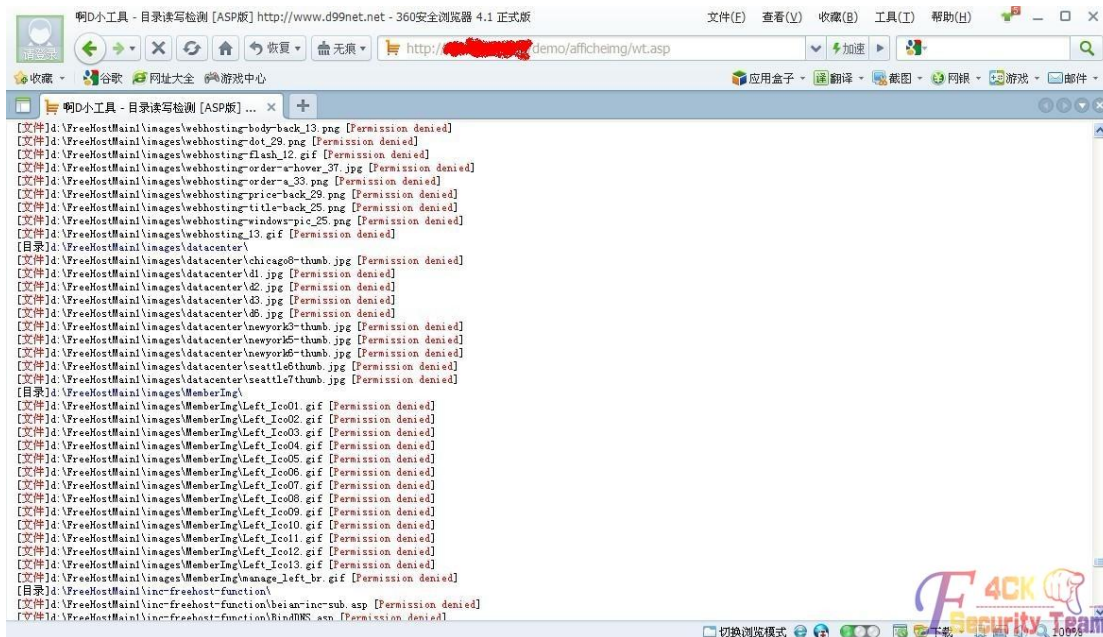 啊D小工具 - 目录读写检测 [ASP版] http://www.d99net.net - 360安全浏览器 4.1 正式版
文件(F) 查看(V) 收藏(B) 工具(T) 帮助(H)
请登录
恢复 无痕 http:// demo/afficheimg/wt.asp 加速
收藏 谷歌 网址大全 游戏中心 应用盒子 翻译 截图 网银 游戏 邮件
啊D小工具 - 目录读写检测 [ASP版] ...
[文件]d:\FreeHostMain1\images\webhosting-body-back_13.png [Permission denied]
[文件]d:\FreeHostMain1\images\webhosting-dot_29.png [Permission denied]
[文件]d:\FreeHostMain1\images\webhosting-flash_12.gif [Permission denied]
[文件]d:\FreeHostMain1\images\webhosting-order-a-hover_37.jpg [Permission denied]
[文件]d:\FreeHostMain1\images\webhosting-order-a_33.png [Permission denied]
[文件]d:\FreeHostMain1\images\webhosting-price-back_29.png [Permission denied]
[文件]d:\FreeHostMain1\images\webhosting-title-back_25.png [Permission denied]
[文件]d:\FreeHostMain1\images\webhosting-windows-pic_25.png [Permission denied]
[文件]d:\FreeHostMain1\images\webhosting_13.gif [Permission denied]
[目录]d:\FreeHostMain1\images\datacenter\
[文件]d:\FreeHostMain1\images\datacenter\chicago8-thumb.jpg [Permission denied]
[文件]d:\FreeHostMain1\images\datacenter\d1.jpg [Permission denied]
[文件]d:\FreeHostMain1\images\datacenter\d2.jpg [Permission denied]
[文件]d:\FreeHostMain1\images\datacenter\d3.jpg [Permission denied]
[文件]d:\FreeHostMain1\images\datacenter\d6.jpg [Permission denied]
[文件]d:\FreeHostMain1\images\datacenter\newyork3-thumb.jpg [Permission denied]
[文件]d:\FreeHostMain1\images\datacenter\newyork5-thumb.jpg [Permission denied]
[文件]d:\FreeHostMain1\images\datacenter\newyork6-thumb.jpg [Permission denied]
[文件]d:\FreeHostMain1\images\datacenter\seattle6thumb.jpg [Permission denied]
[文件]d:\FreeHostMain1\images\datacenter\seattle7thumb.jpg [Permission denied]
[目录]d:\FreeHostMain1\images\MemberImg\
[文件]d:\FreeHostMain1\images\MemberImg\Left_Ico01.gif [Permission denied]
[文件]d:\FreeHostMain1\images\MemberImg\Left_Ico02.gif [Permission denied]
[文件]d:\FreeHostMain1\images\MemberImg\Left_Ico03.gif [Permission denied]
[文件]d:\FreeHostMain1\images\MemberImg\Left_Ico04.gif [Permission denied]
[文件]d:\FreeHostMain1\images\MemberImg\Left_Ico05.gif [Permission denied]
[文件]d:\FreeHostMain1\images\MemberImg\Left_Ico06.gif [Permission denied]
[文件]d:\FreeHostMain1\images\MemberImg\Left_Ico07.gif [Permission denied]
[文件]d:\FreeHostMain1\images\MemberImg\Left_Ico08.gif [Permission denied]
[文件]d:\FreeHostMain1\images\MemberImg\Left_Ico09.gif [Permission denied]
[文件]d:\FreeHostMain1\images\MemberImg\Left_Ico10.gif [Permission denied]
[文件]d:\FreeHostMain1\images\MemberImg\Left_Ico11.gif [Permission denied]
[文件]d:\FreeHostMain1\images\MemberImg\Left_Ico12.gif [Permission denied]
[文件]d:\FreeHostMain1\images\MemberImg\Left_Ico13.gif [Permission denied]
[文件]d:\FreeHostMain1\images\MemberImg\manage_left_br.gif [Permission denied]
[目录]d:\FreeHostMain1\inc-freehost-function\
[文件]d:\FreeHostMain1\inc-freehost-function\beian-inc-sub.asp [Permission denied]
[文件]d:\FreeHostMain1\inc-freehost-function\BindDNS.asp [Permission denied]
F4CK
Security Team
切换浏览模式 下载 100%